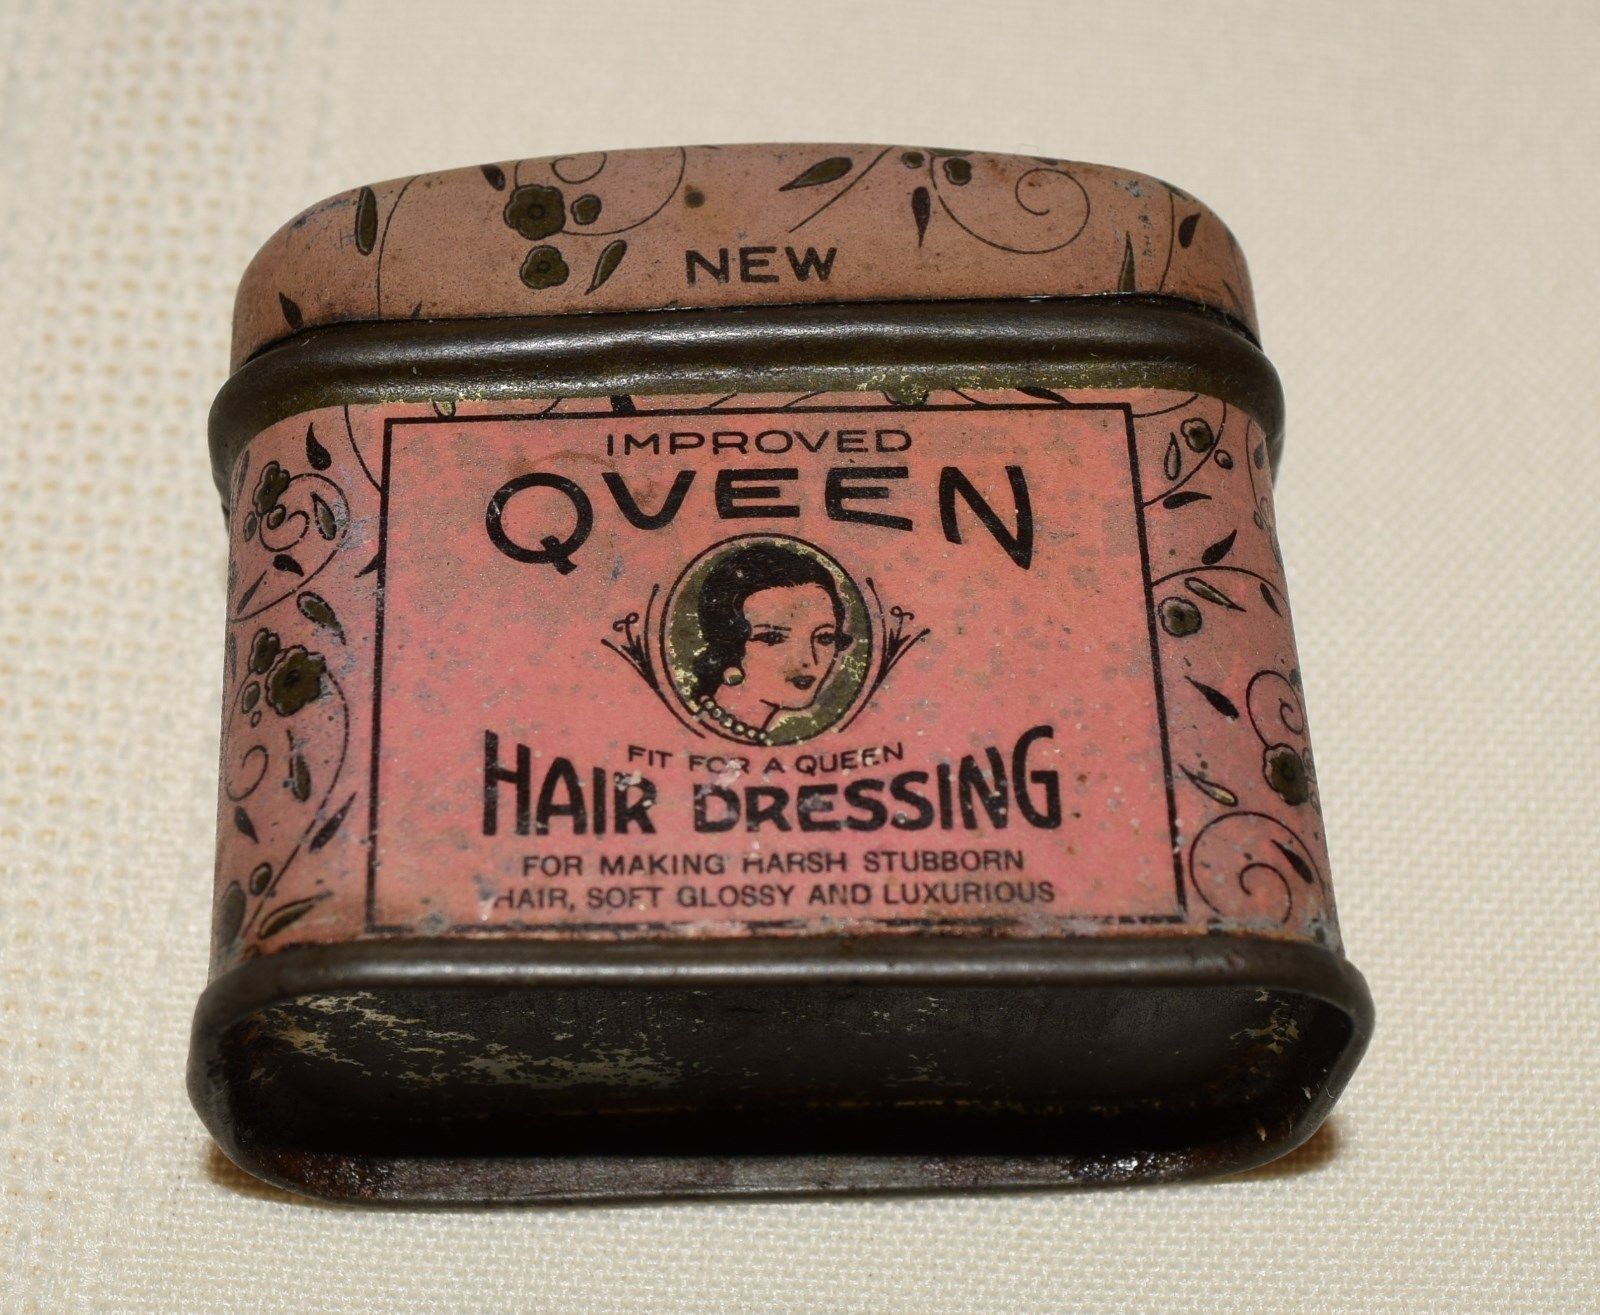 NEW
IMPROVED
QVEEN
FIT FOR A QUEEN
HAIR DRESSING
FOR MAKING HARSH STUBBORN
HAIR, SOFT GLOSSY AND LUXURIOUS